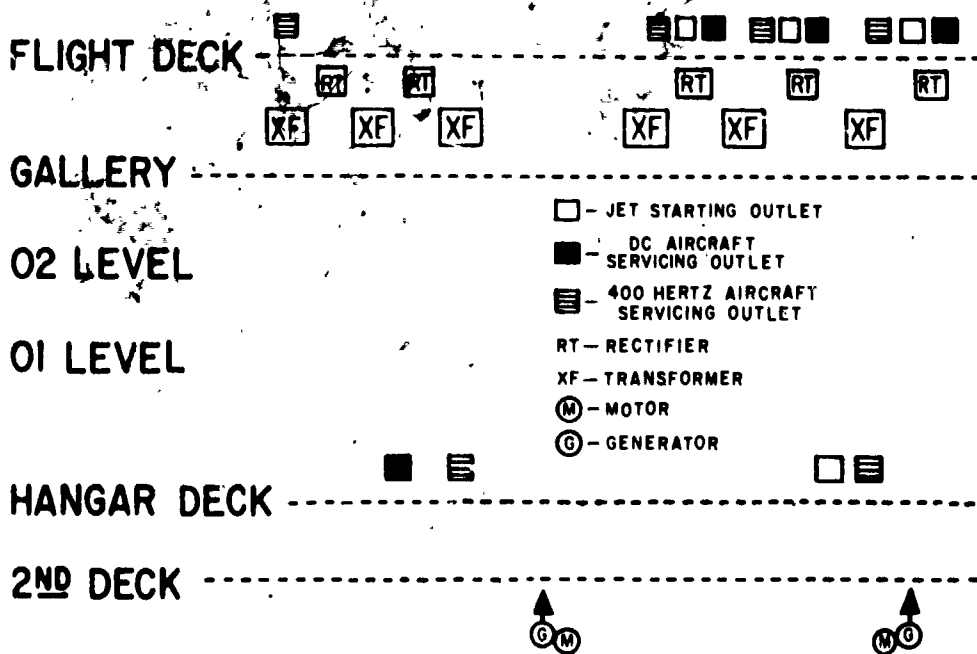 FLIGHT DECK
RT RT RT RT RT
XF XF XF XF XF XF
GALLERY
- JET STARTING OUTLET
02 LEVEL
- DC AIRCRAFT
SERVICING OUTLET
- 400 HERTZ AIRCRAFT
SERVICING OUTLET
01 LEVEL
RT - RECTIFIER
XF - TRANSFORMER
M - MOTOR
G - GENERATOR
HANGAR DECK
2ND DECK
G M M G